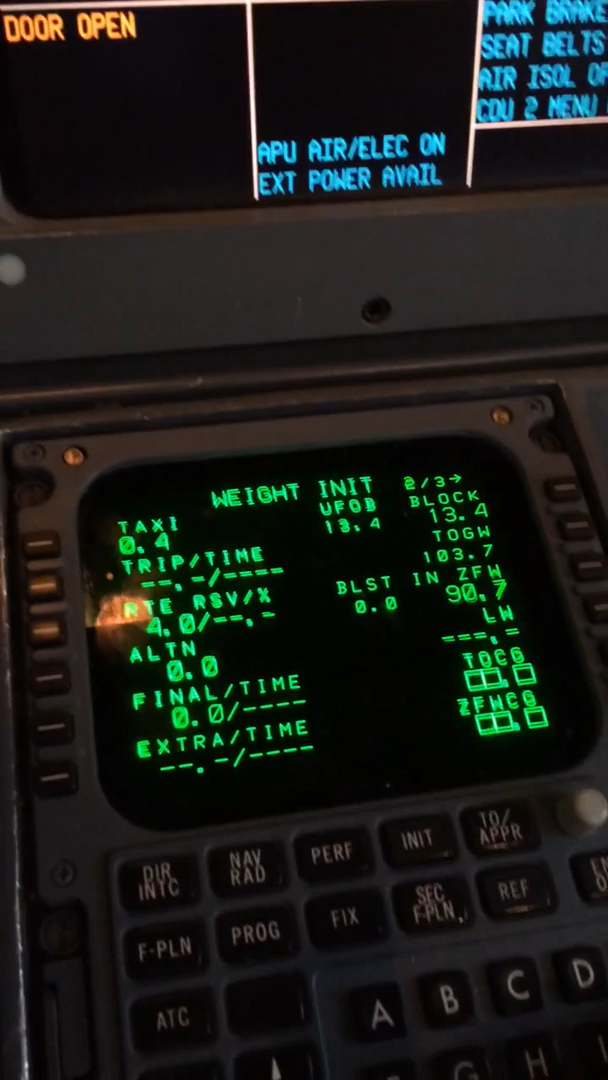 DOOR OPEN
PARK BRAKE
SEAT BELTS
AIR ISOL
CDU 2 MENU
APU AIR/ELEC ON
EXT POWER AVAIL
WEIGHT INIT 2/3→
TAXI UFOB BLOCK
0.4 13.4 13.4
TRIP/TIME TOGW
--.-/---- 103.7
RTE RSV/% BLST IN ZFW
4.0/--.- 0.0 90.7
ALTN LW
0.0 ---.-
FINAL/TIME TOCG
0.0/---- □□.□
EXTRA/TIME ZFWCG
--.-/---- □□.□
DIR INTC
NAV RAD
PERF
INIT
TO/APPR
F-PLN
PROG
FIX
SEC F-PLN
REF
ATC
A B C D
G H